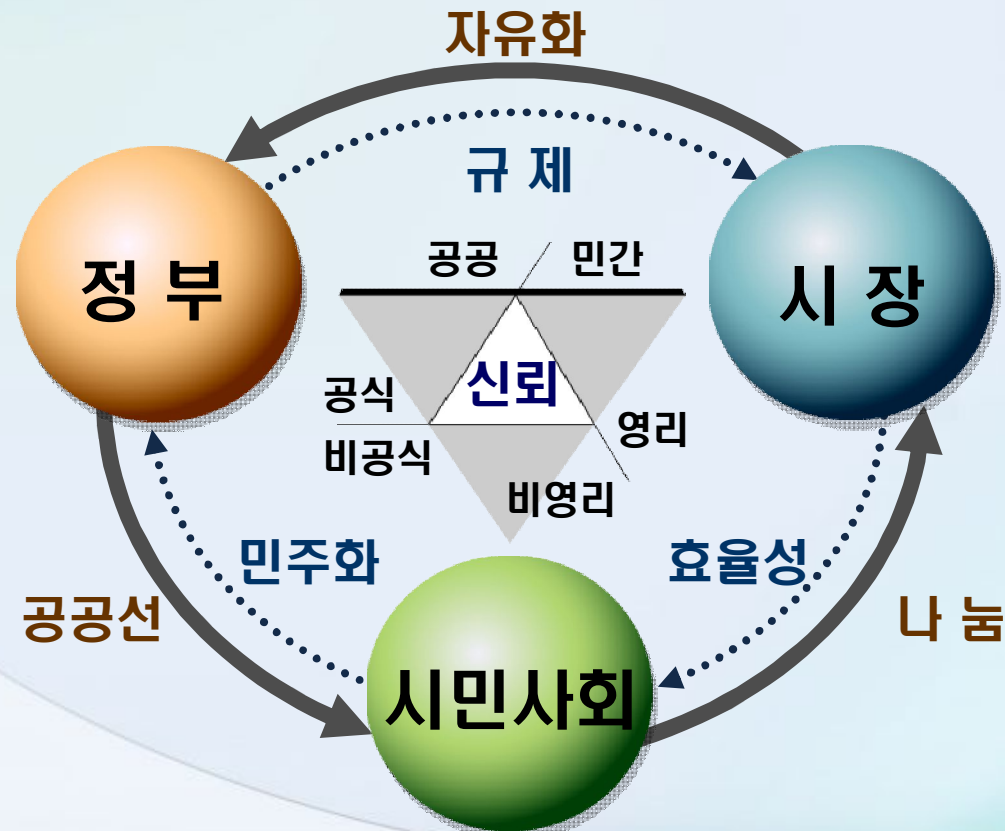 자유화
규 제
공공 민간
정 부
시 장
신뢰
공식
영리
비공식
비영리
민주화
효율성
공공선
나 눔
시민사회